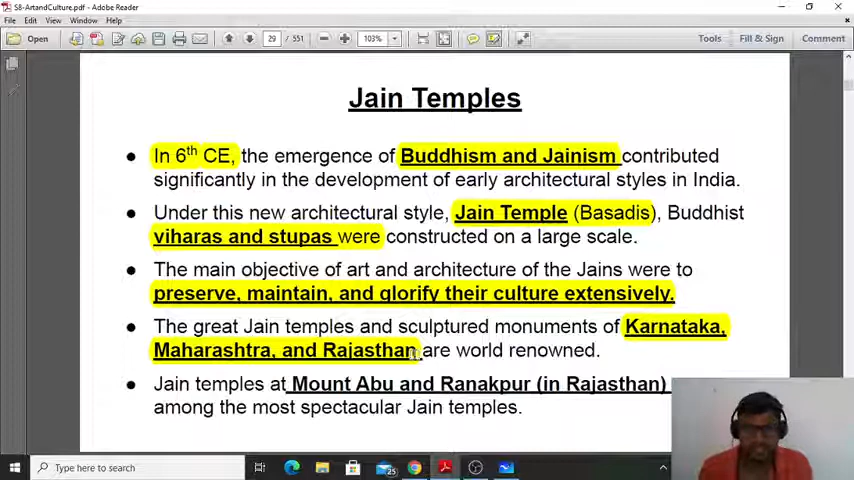 S8-ArtandCulture.pdf - Adobe Reader
File Edit View Window Help
Open 29 / 551 103% Tools Fill & Sign Comment
Jain Temples
● In 6th CE, the emergence of Buddhism and Jainism contributed
significantly in the development of early architectural styles in India.
● Under this new architectural style, Jain Temple (Basadis), Buddhist
viharas and stupas were constructed on a large scale.
● The main objective of art and architecture of the Jains were to
preserve, maintain, and glorify their culture extensively.
● The great Jain temples and sculptured monuments of Karnataka,
Maharashtra, and Rajasthan are world renowned.
● Jain temples at Mount Abu and Ranakpur (in Rajasthan)
among the most spectacular Jain temples.
Type here to search
25